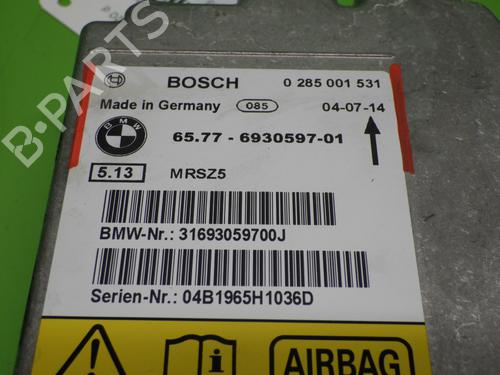 BOSCH 0 285 001 531
Made in Germany 085 04-07-14
BMW
65.77 - 6930597-01
5.13 MRSZ5
BMW-Nr.: 31693059700J
Serien-Nr.: 04B1965H1036D
AIRBAG
B-PARTS